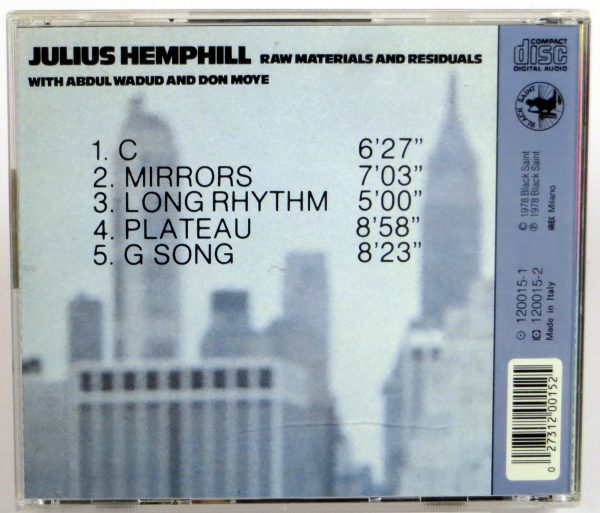 JULIUS HEMPHILL RAW MATERIALS AND RESIDUALS
WITH ABDUL WADUD AND DON MOYE
1. C 6'27"
2. MIRRORS 7'03"
3. LONG RHYTHM 5'00"
4. PLATEAU 8'58"
5. G SONG 8'23"
COMPACT
disc
DIGITAL AUDIO
BLACK SAINT
© 1978 Black Saint
℗ 1978 Black Saint
IREC Milano
120015-1
120015-2
Made in Italy
0 27312 00152